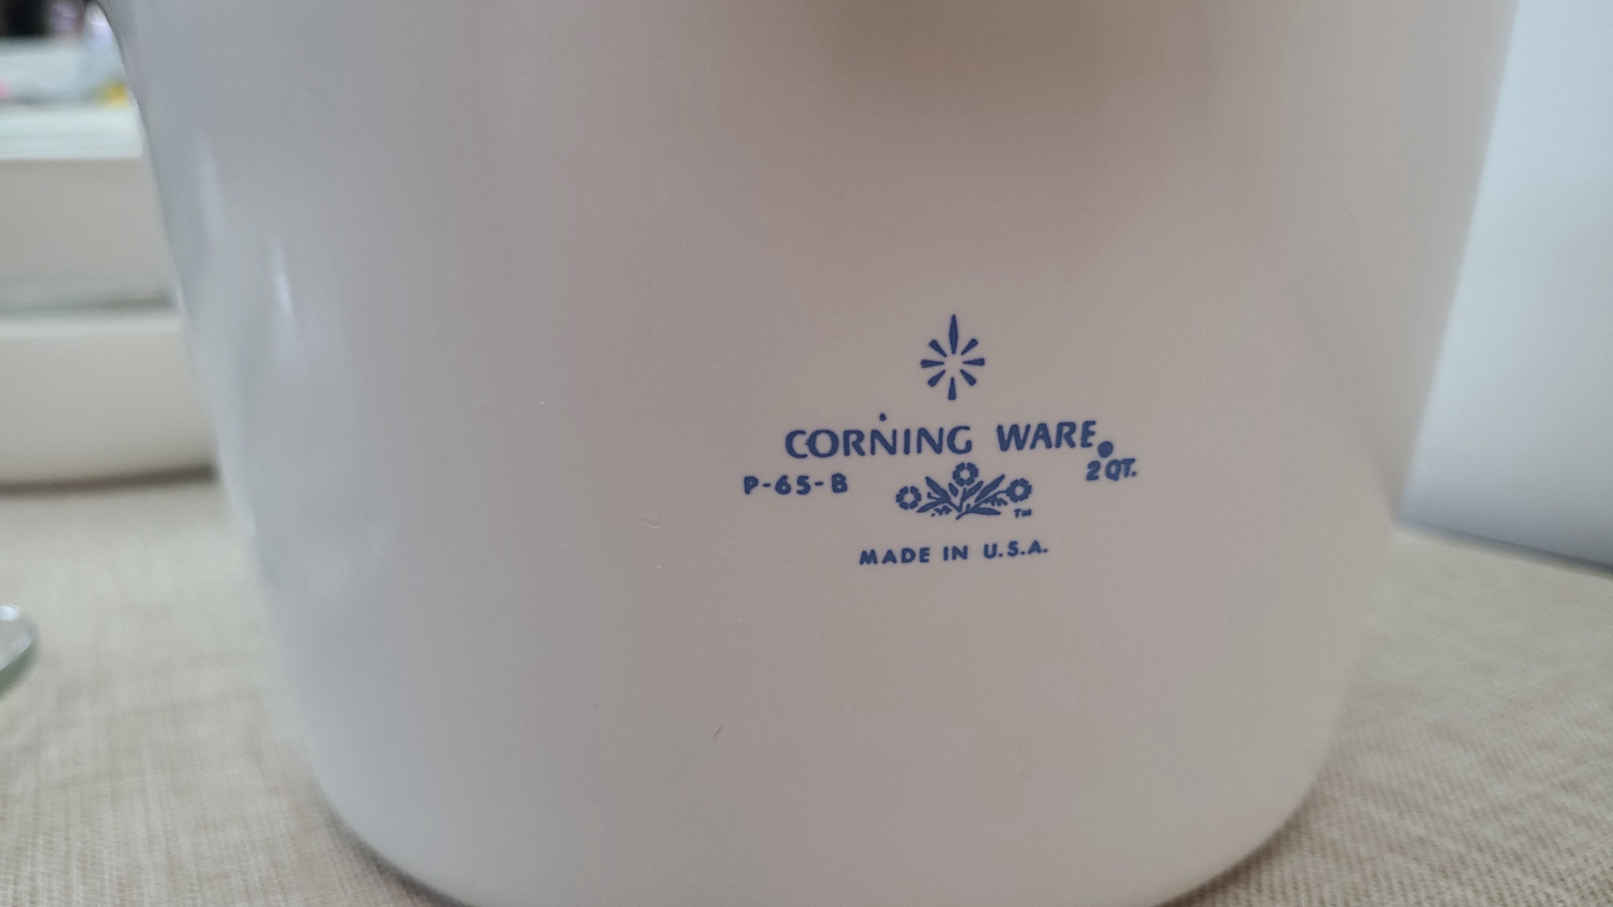 CORNING WARE®
P-65-B 2 QT.
TM
MADE IN U.S.A.